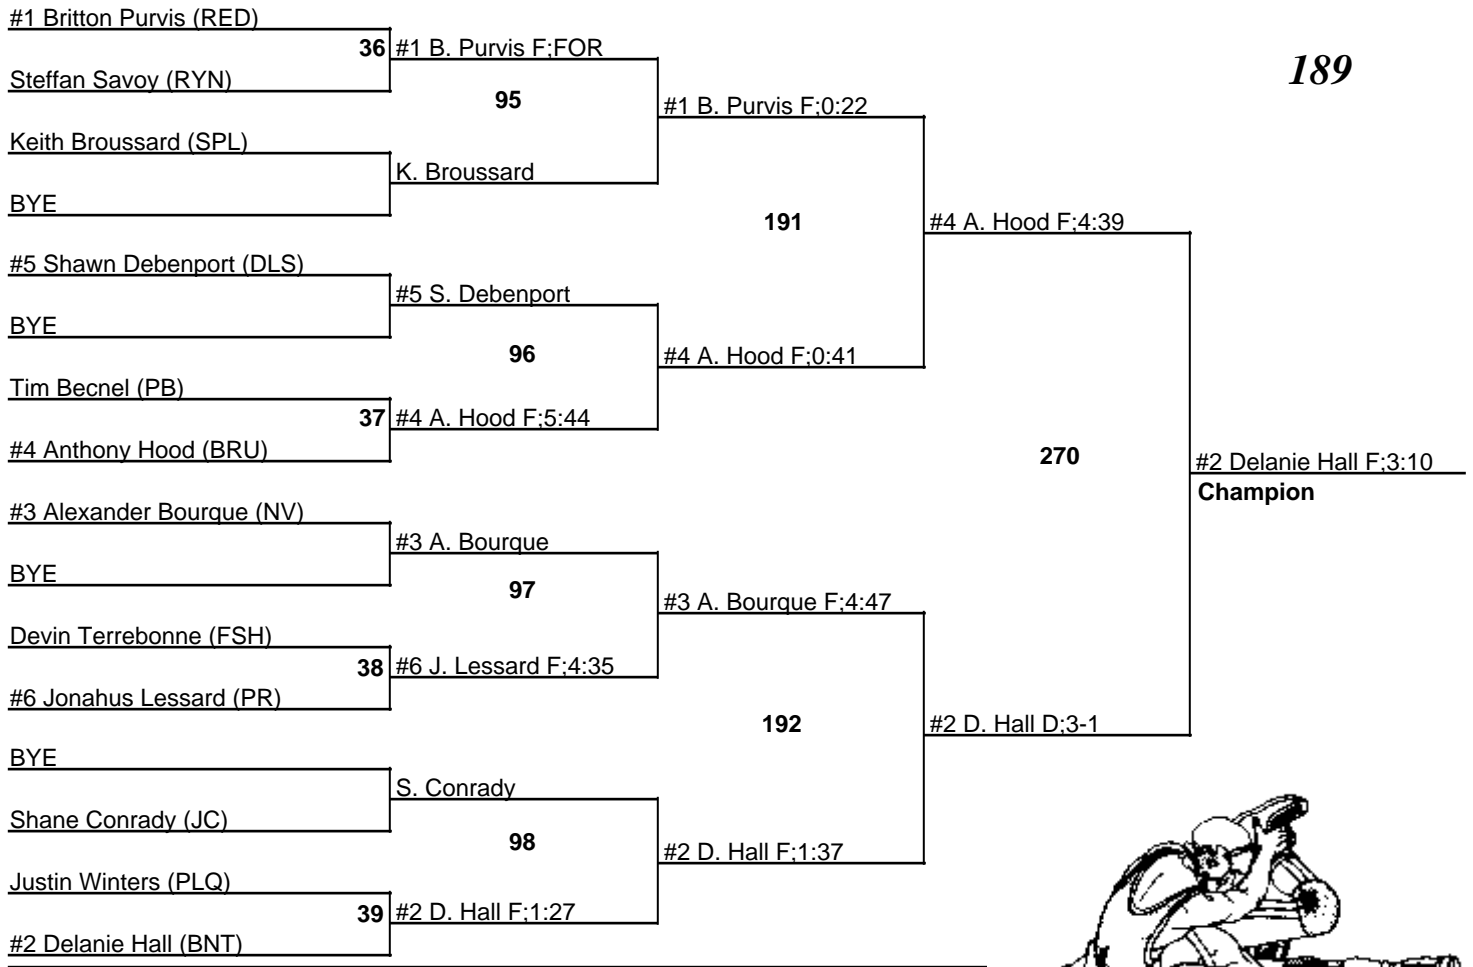 #1 Britton Purvis (RED)
36 #1 B. Purvis F;FOR
189
Steffan Savoy (RYN)
95
#1 B. Purvis F;0:22
Keith Broussard (SPL)
K. Broussard
BYE
191
#4 A. Hood F;4:39
#5 Shawn Debenport (DLS)
#5 S. Debenport
BYE
96
#4 A. Hood F;0:41
Tim Becnel (PB)
37 #4 A. Hood F;5:44
#4 Anthony Hood (BRU)
270
#2 Delanie Hall F;3:10
Champion
#3 Alexander Bourque (NV)
#3 A. Bourque
BYE
97
#3 A. Bourque F;4:47
Devin Terrebonne (FSH)
38 #6 J. Lessard F;4:35
#6 Jonahus Lessard (PR)
192
#2 D. Hall D;3-1
BYE
S. Conrady
Shane Conrady (JC)
98
#2 D. Hall F;1:37
Justin Winters (PLQ)
39 #2 D. Hall F;1:27
#2 Delanie Hall (BNT)